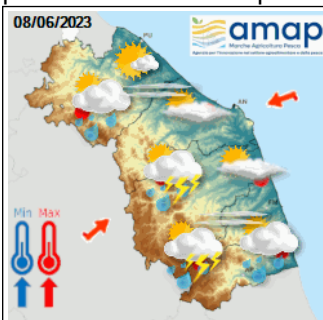 08/06/2023
amap
Marche Agricoltura Pesca
Agenzia per l'innovazione nel settore agroalimentare e della pesca
PU
AN
Min Max